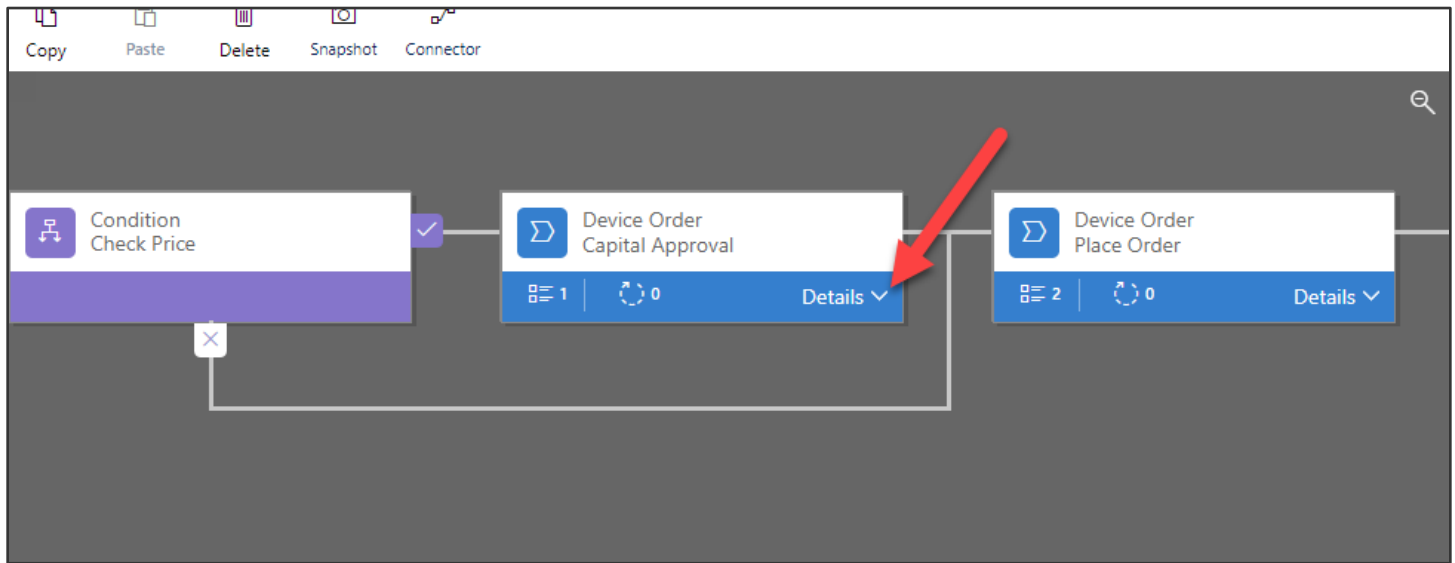 Copy Paste Delete Snapshot Connector
Condition
Check Price
Device Order
Capital Approval
1 0 Details
Device Order
Place Order
2 0 Details